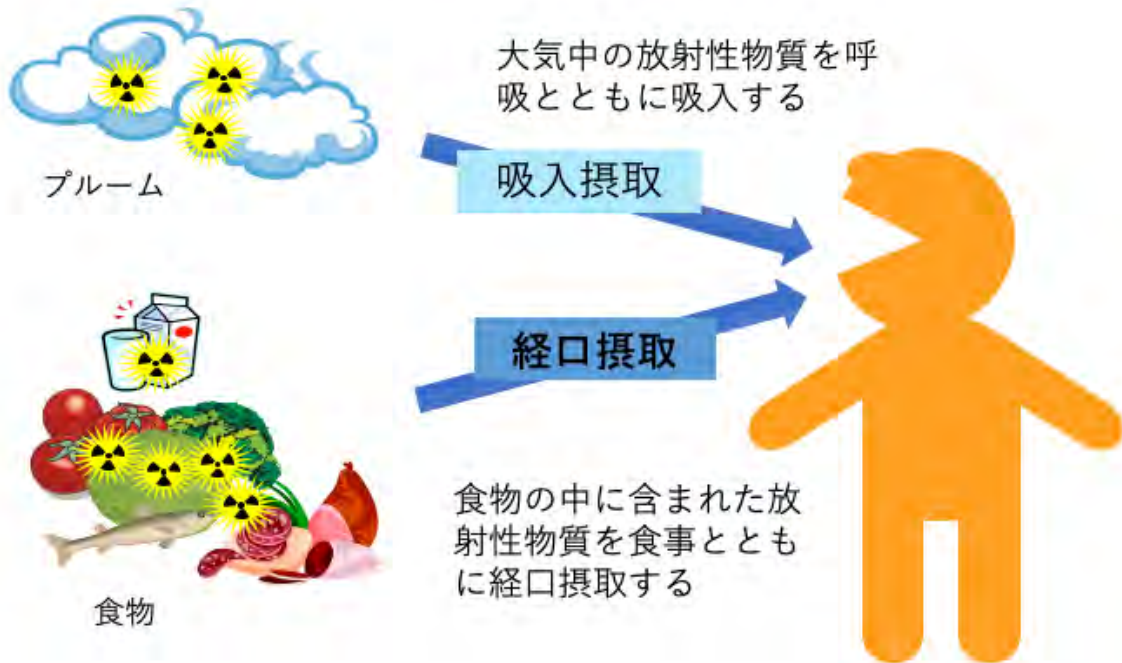 大気中の放射性物質を呼
吸とともに吸入する
プルーム
吸入摂取
経口摂取
食物の中に含まれた放
射性物質を食事ととも
に経口摂取する
食物